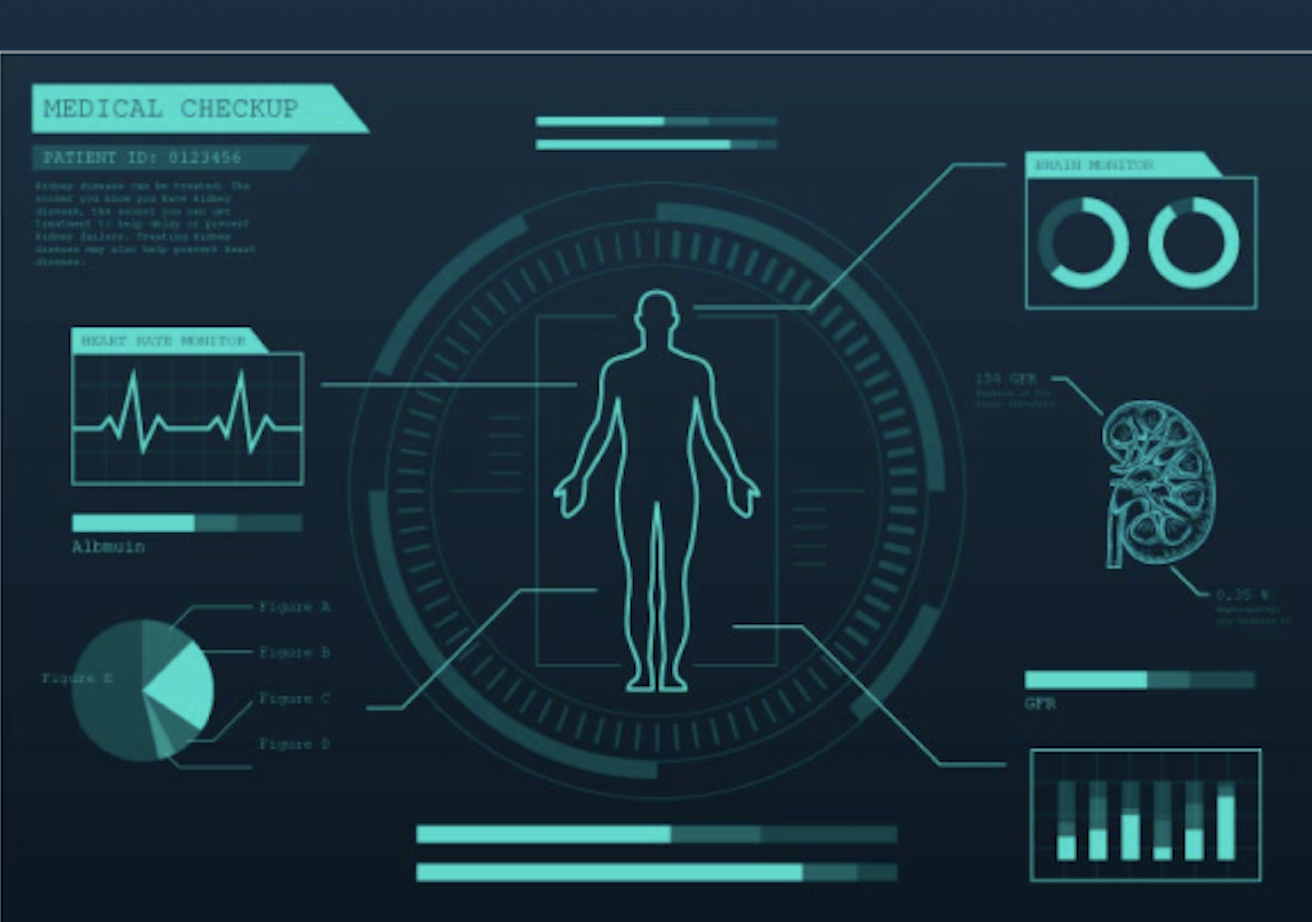 MEDICAL CHECKUP
PATIENT ID: 0123456
Kidney disease can be treated. The
sooner you know you have kidney
disease, the sooner you can get
treatment to help delay or prevent
kidney failure. Treating kidney
disease may also help prevent heart
disease.
BRAIN MONITOR
HEART RATE MONITOR
150 GFR
Albmuin
0.35 %
Figure A
Figure B
Figure E
Figure C
Figure D
GFR